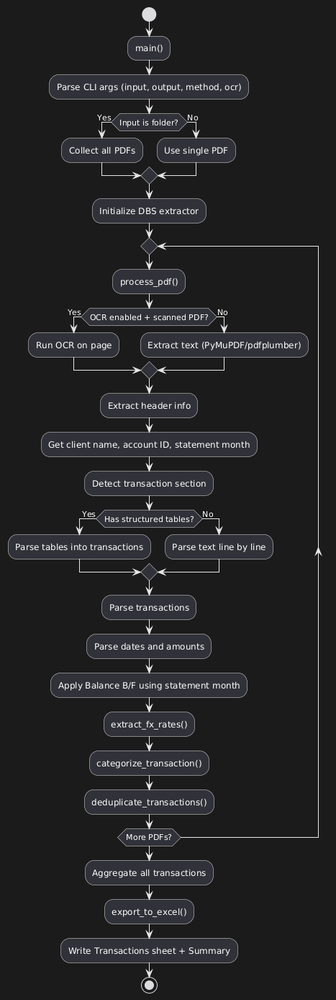 main()
Parse CLI args (input, output, method, ocr)
Yes
Input is folder?
No
Collect all PDFs
Use single PDF
Initialize DBS extractor
process_pdf()
Yes
OCR enabled + scanned PDF?
No
Run OCR on page
Extract text (PyMuPDF/pdfplumber)
Extract header info
Get client name, account ID, statement month
Detect transaction section
Yes
Has structured tables?
No
Parse tables into transactions
Parse text line by line
Parse transactions
Parse dates and amounts
Apply Balance B/F using statement month
extract_fx_rates()
categorize_transaction()
deduplicate_transactions()
More PDFs?
Aggregate all transactions
export_to_excel()
Write Transactions sheet + Summary